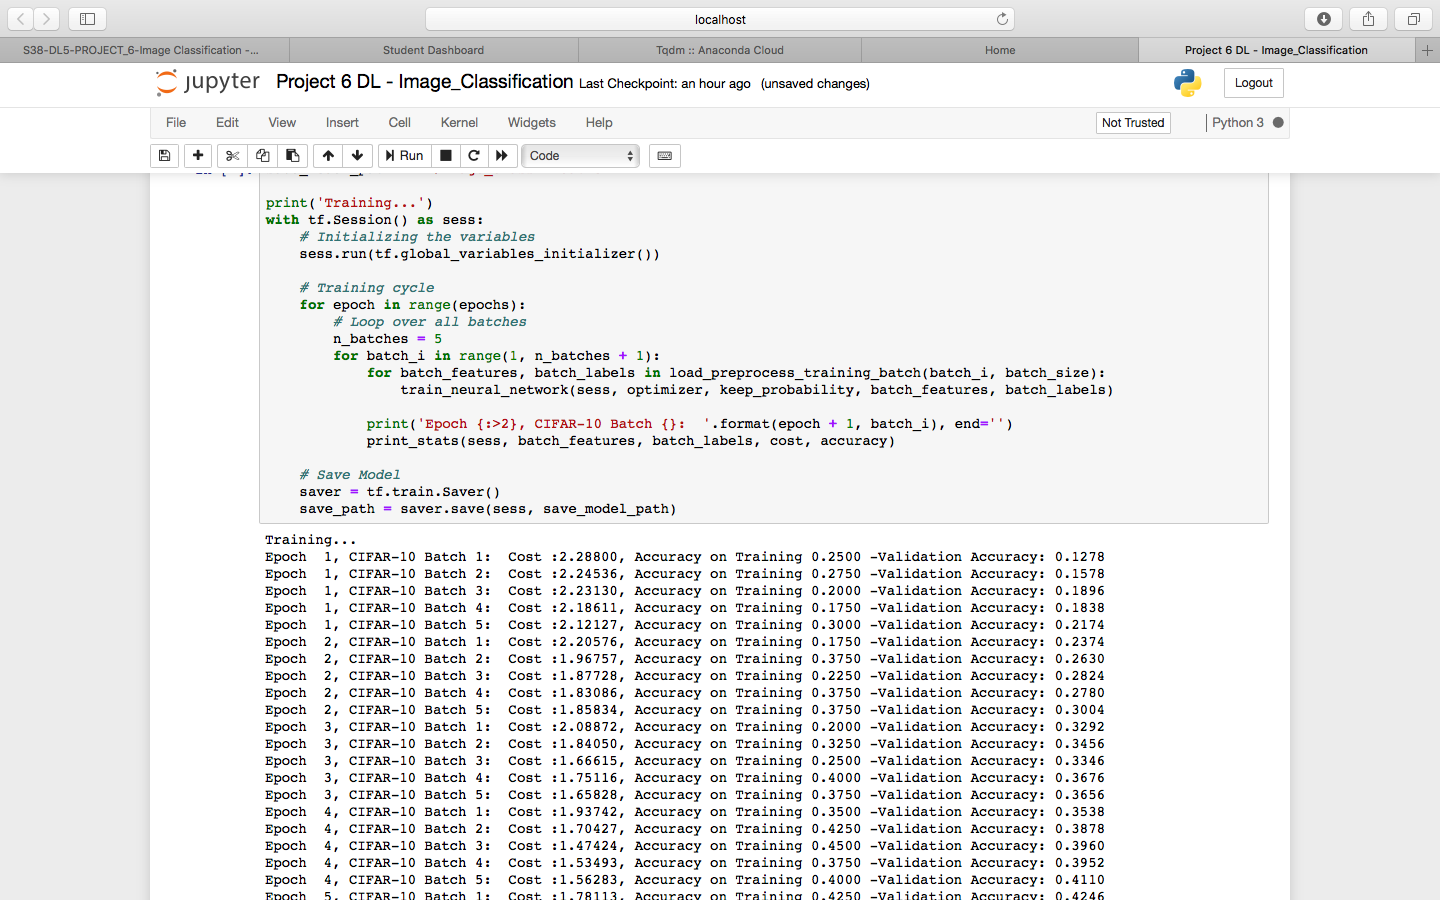 localhost
S38-DL5-PROJECT_6-Image Classification -...
Student Dashboard
Tqdm :: Anaconda Cloud
Home
Project 6 DL - Image_Classification
jupyter Project 6 DL - Image_Classification Last Checkpoint: an hour ago (unsaved changes)
Logout
File Edit View Insert Cell Kernel Widgets Help
Not Trusted
Python 3
Run
Code
print('Training...')
with tf.Session() as sess:
    # Initializing the variables
    sess.run(tf.global_variables_initializer())
    # Training cycle
    for epoch in range(epochs):
        # Loop over all batches
        n_batches = 5
        for batch_i in range(1, n_batches + 1):
            for batch_features, batch_labels in load_preprocess_training_batch(batch_i, batch_size):
                train_neural_network(sess, optimizer, keep_probability, batch_features, batch_labels)
            print('Epoch {:>2}, CIFAR-10 Batch {}:  '.format(epoch + 1, batch_i), end='')
            print_stats(sess, batch_features, batch_labels, cost, accuracy)
    # Save Model
    saver = tf.train.Saver()
    save_path = saver.save(sess, save_model_path)
Training...
Epoch  1, CIFAR-10 Batch 1:  Cost :2.28800, Accuracy on Training 0.2500 -Validation Accuracy: 0.1278
Epoch  1, CIFAR-10 Batch 2:  Cost :2.24536, Accuracy on Training 0.2750 -Validation Accuracy: 0.1578
Epoch  1, CIFAR-10 Batch 3:  Cost :2.23130, Accuracy on Training 0.2000 -Validation Accuracy: 0.1896
Epoch  1, CIFAR-10 Batch 4:  Cost :2.18611, Accuracy on Training 0.1750 -Validation Accuracy: 0.1838
Epoch  1, CIFAR-10 Batch 5:  Cost :2.12127, Accuracy on Training 0.3000 -Validation Accuracy: 0.2174
Epoch  2, CIFAR-10 Batch 1:  Cost :2.20576, Accuracy on Training 0.1750 -Validation Accuracy: 0.2374
Epoch  2, CIFAR-10 Batch 2:  Cost :1.96757, Accuracy on Training 0.3750 -Validation Accuracy: 0.2630
Epoch  2, CIFAR-10 Batch 3:  Cost :1.87728, Accuracy on Training 0.2250 -Validation Accuracy: 0.2824
Epoch  2, CIFAR-10 Batch 4:  Cost :1.83086, Accuracy on Training 0.3750 -Validation Accuracy: 0.2780
Epoch  2, CIFAR-10 Batch 5:  Cost :1.85834, Accuracy on Training 0.3750 -Validation Accuracy: 0.3004
Epoch  3, CIFAR-10 Batch 1:  Cost :2.08872, Accuracy on Training 0.2000 -Validation Accuracy: 0.3292
Epoch  3, CIFAR-10 Batch 2:  Cost :1.84050, Accuracy on Training 0.3250 -Validation Accuracy: 0.3456
Epoch  3, CIFAR-10 Batch 3:  Cost :1.66615, Accuracy on Training 0.2500 -Validation Accuracy: 0.3346
Epoch  3, CIFAR-10 Batch 4:  Cost :1.75116, Accuracy on Training 0.4000 -Validation Accuracy: 0.3676
Epoch  3, CIFAR-10 Batch 5:  Cost :1.65828, Accuracy on Training 0.3750 -Validation Accuracy: 0.3656
Epoch  4, CIFAR-10 Batch 1:  Cost :1.93742, Accuracy on Training 0.3500 -Validation Accuracy: 0.3538
Epoch  4, CIFAR-10 Batch 2:  Cost :1.70427, Accuracy on Training 0.4250 -Validation Accuracy: 0.3878
Epoch  4, CIFAR-10 Batch 3:  Cost :1.47424, Accuracy on Training 0.4500 -Validation Accuracy: 0.3960
Epoch  4, CIFAR-10 Batch 4:  Cost :1.53493, Accuracy on Training 0.3750 -Validation Accuracy: 0.3952
Epoch  4, CIFAR-10 Batch 5:  Cost :1.56283, Accuracy on Training 0.4000 -Validation Accuracy: 0.4110
Epoch  5, CIFAR-10 Batch 1:  Cost :1.78113, Accuracy on Training 0.4250 -Validation Accuracy: 0.4246